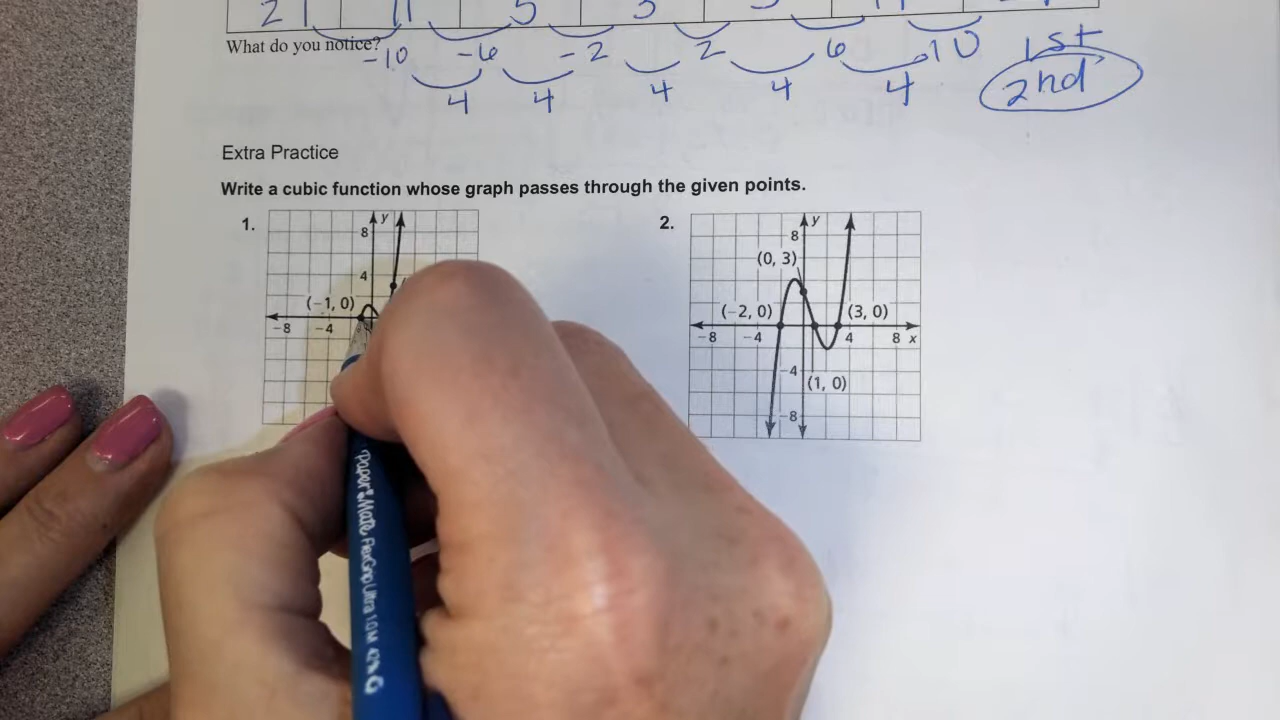 21 11 5 3
What do you notice? -10 -6 -2 2 6 10 1st
4 4 4 4 4 2nd
Extra Practice
Write a cubic function whose graph passes through the given points.
1. y 2. y
8 8
(0, 3)
4
(−1, 0) (−2, 0) (3, 0)
−8 −4 −8 −4 4 8 x
−4 (1, 0)
−8
Paper Mate FlexGrip Ultra 1.0 M